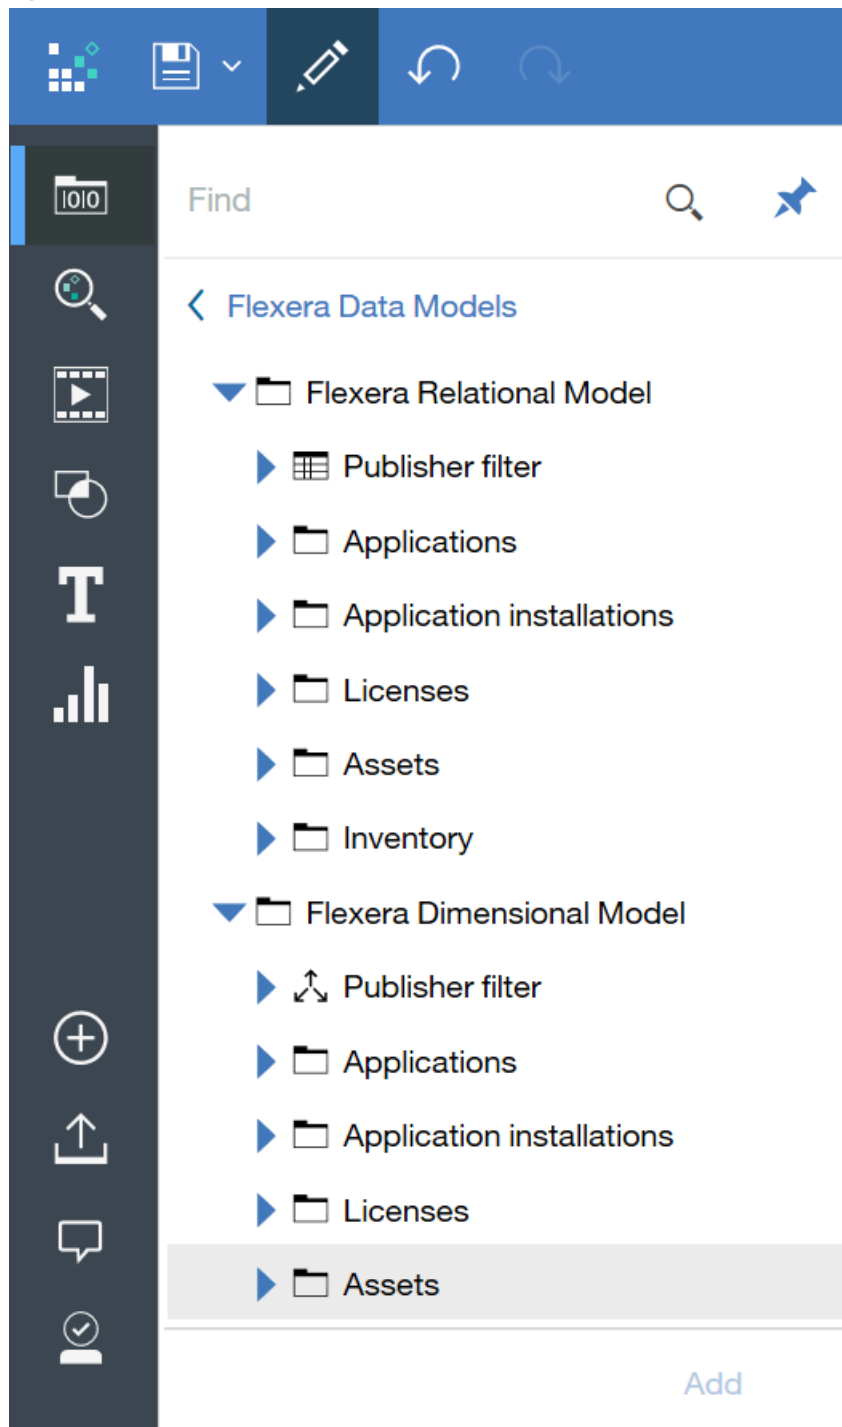 Find
Flexera Data Models
Flexera Relational Model
Publisher filter
Applications
Application installations
Licenses
Assets
Inventory
Flexera Dimensional Model
Publisher filter
Applications
Application installations
Licenses
Assets
Add